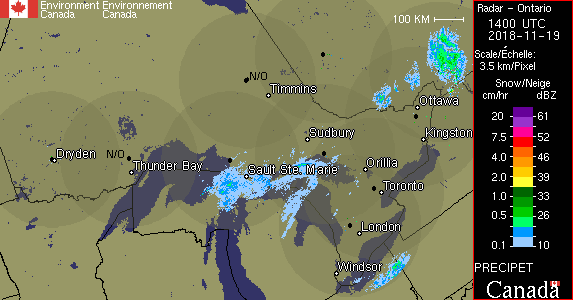 Environment Environnement
Canada Canada
100 KM
Radar - Ontario
1400 UTC
2018-11-19
Scale/Échelle:
3.5 km/Pixel
Snow/Neige
cm/hr dBZ
20 61
7.5 52
4.0 46
2.0 39
1.0 33
0.5 26
0.1 10
PRECIPET
Canada
N/O
Timmins
Ottawa
Sudbury
Kingston
Dryden
N/O
Thunder Bay
Sault Ste. Marie
Orillia
Toronto
London
Windsor